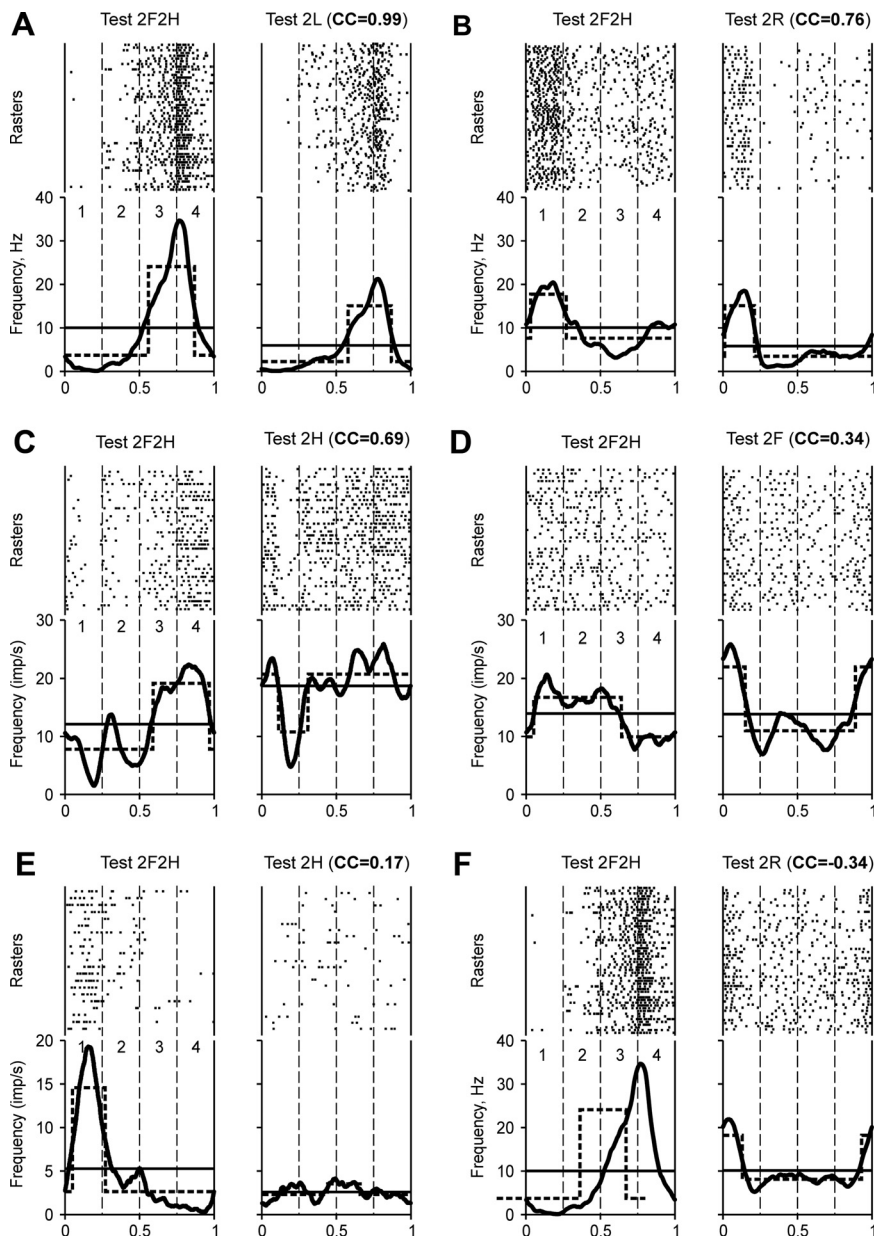 A Test 2F2H Test 2L (CC=0.99) B Test 2F2H Test 2R (CC=0.76)
Rasters Rasters
40 1 2 3 4 40 1 2 3 4
30 30
Frequency, Hz Frequency, Hz
20 20
10 10
0 0
0 0.5 1 0 0.5 1 0 0.5 1 0 0.5 1
C Test 2F2H Test 2H (CC=0.69) D Test 2F2H Test 2F (CC=0.34)
Rasters Rasters
30 1 2 3 4 30 1 2 3 4
Frequency (imp/s) Frequency (imp/s)
20 20
10 10
0 0
0 0.5 1 0 0.5 1 0 0.5 1 0 0.5 1
E Test 2F2H Test 2H (CC=0.17) F Test 2F2H Test 2R (CC=-0.34)
Rasters Rasters
20 1 2 3 4 40 1 2 3 4
15 30
Frequency (imp/s) Frequency, Hz
10 20
5 10
0 0
0 0.5 1 0 0.5 1 0 0.5 1 0 0.5 1